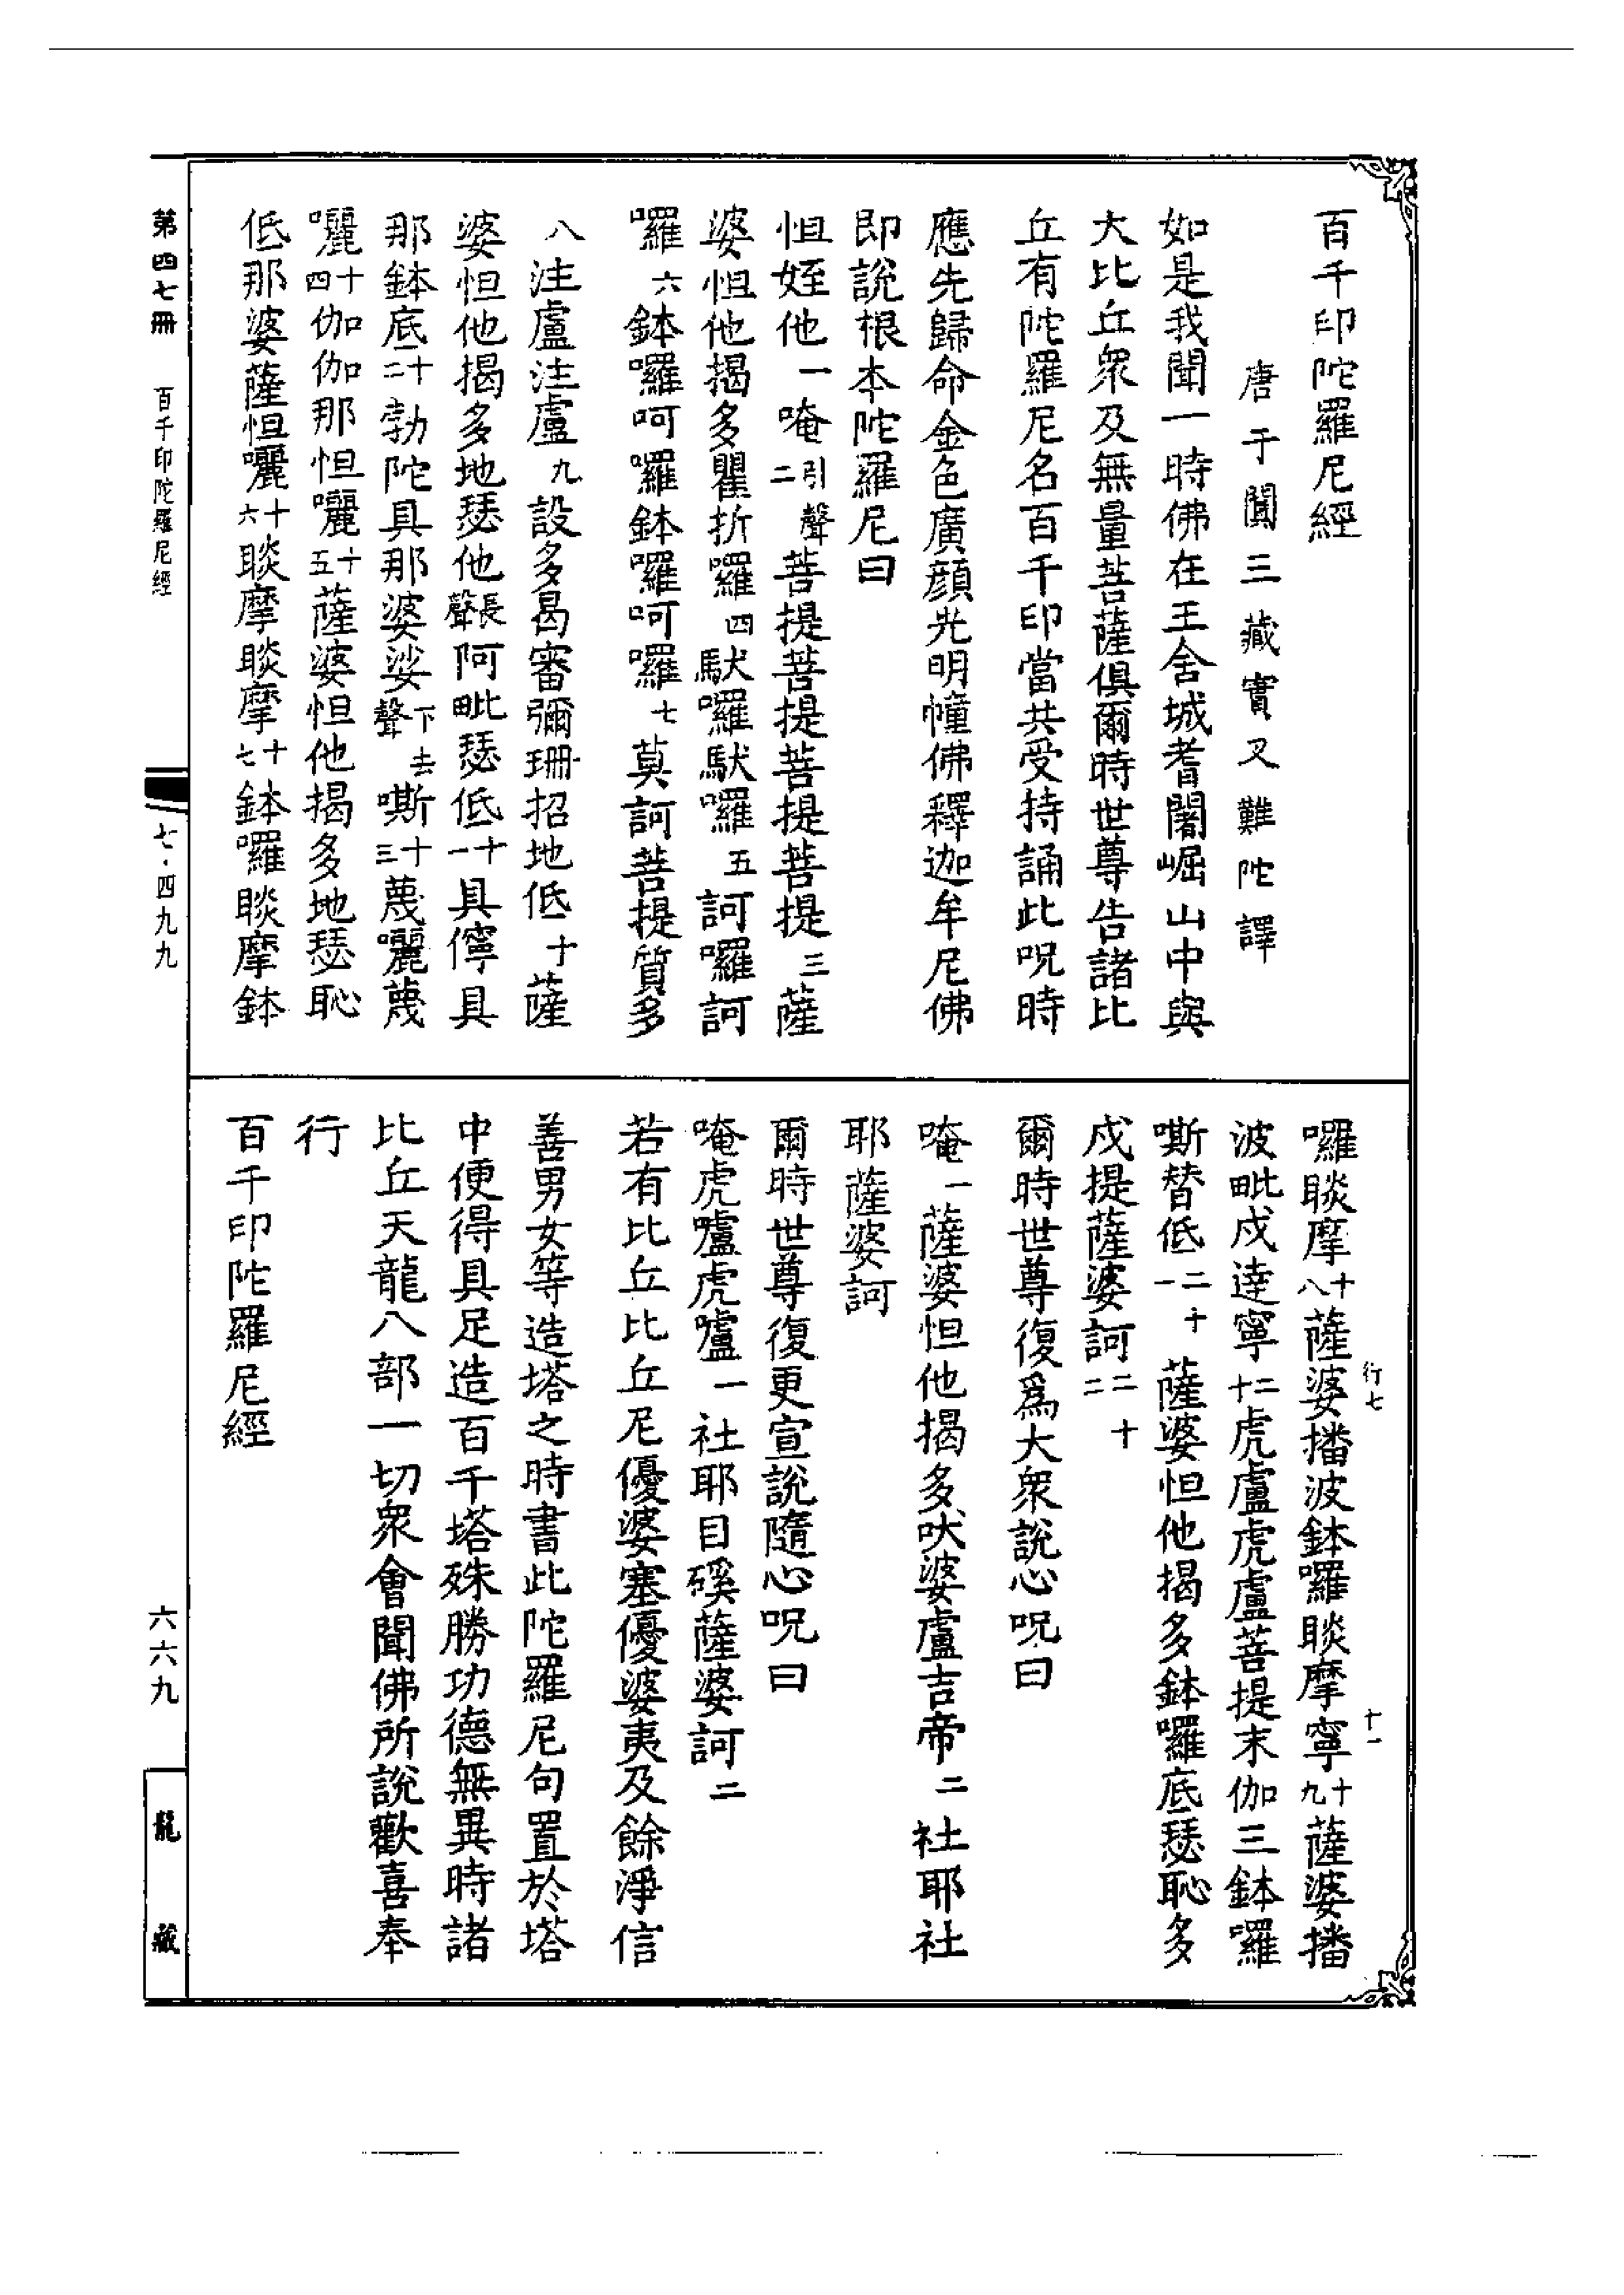 百千印陀羅尼經
唐于闐三藏實叉難陀譯
如是我聞一時佛在王舍城耆闍崛山中與
大比丘衆及無量菩薩俱爾時世尊告諸比
丘有陀羅尼名百千印當共受持誦此呪時
應先歸命金色廣顏光明幢佛釋迦牟尼佛
即說根本陀羅尼曰
怛姪他一唵引聲二菩提菩提菩提菩提三薩
婆怛他揭多瞿折囉四馱囉馱囉五訶囉訶
囉六鉢囉呵囉鉢囉呵囉七莫訶菩提質多
八注盧注盧九設多曷審彌珊招地低十薩
婆怛他揭多地瑟他長聲阿毗瑟低十一具儜具
那鉢底十二勃陀具那婆娑下去聲嘶十三蔑囇蔑
囇十四伽伽那怛囇十五薩婆怛他揭多地瑟恥
低那婆薩怛囇十六睒摩睒摩十七鉢囉睒摩鉢
囉睒摩十八薩婆播波鉢囉睒摩寧十九薩婆播
波毗戍達寧二十虎盧虎盧菩提末伽三鉢囉
嘶替低二十一薩婆怛他揭多鉢囉底瑟恥多
戍提薩婆訶二十二
爾時世尊復爲大衆說心呪曰
唵一薩婆怛他揭多吠婆盧吉帝二社耶社
耶薩婆訶
爾時世尊復更宣說隨心呪曰
唵虎嚧虎嚧一社耶目磎薩婆訶二
若有比丘比丘尼優婆塞優婆夷及餘淨信
善男女等造塔之時書此陀羅尼句置於塔
中便得具足造百千塔殊勝功德無異時諸
比丘天龍八部一切衆會聞佛所說歡喜奉
行
百千印陀羅尼經
行七
十一
第四七冊
百千印陀羅尼經
七·四九九
六六九
龍藏